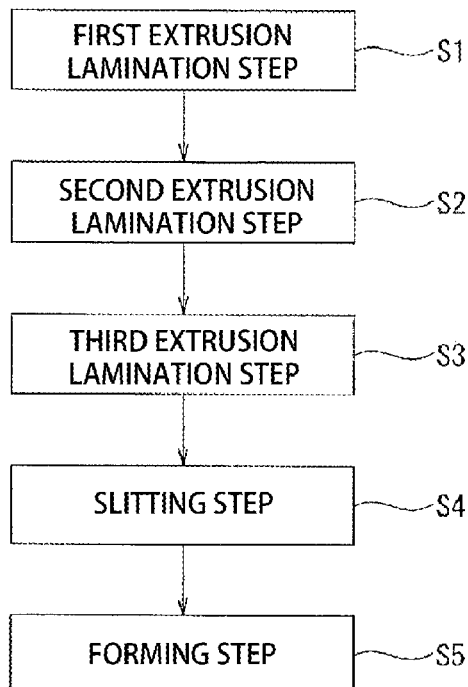 FIRST EXTRUSION
LAMINATION STEP
S1
SECOND EXTRUSION
LAMINATION STEP
S2
THIRD EXTRUSION
LAMINATION STEP
S3
SLITTING STEP
S4
FORMING STEP
S5